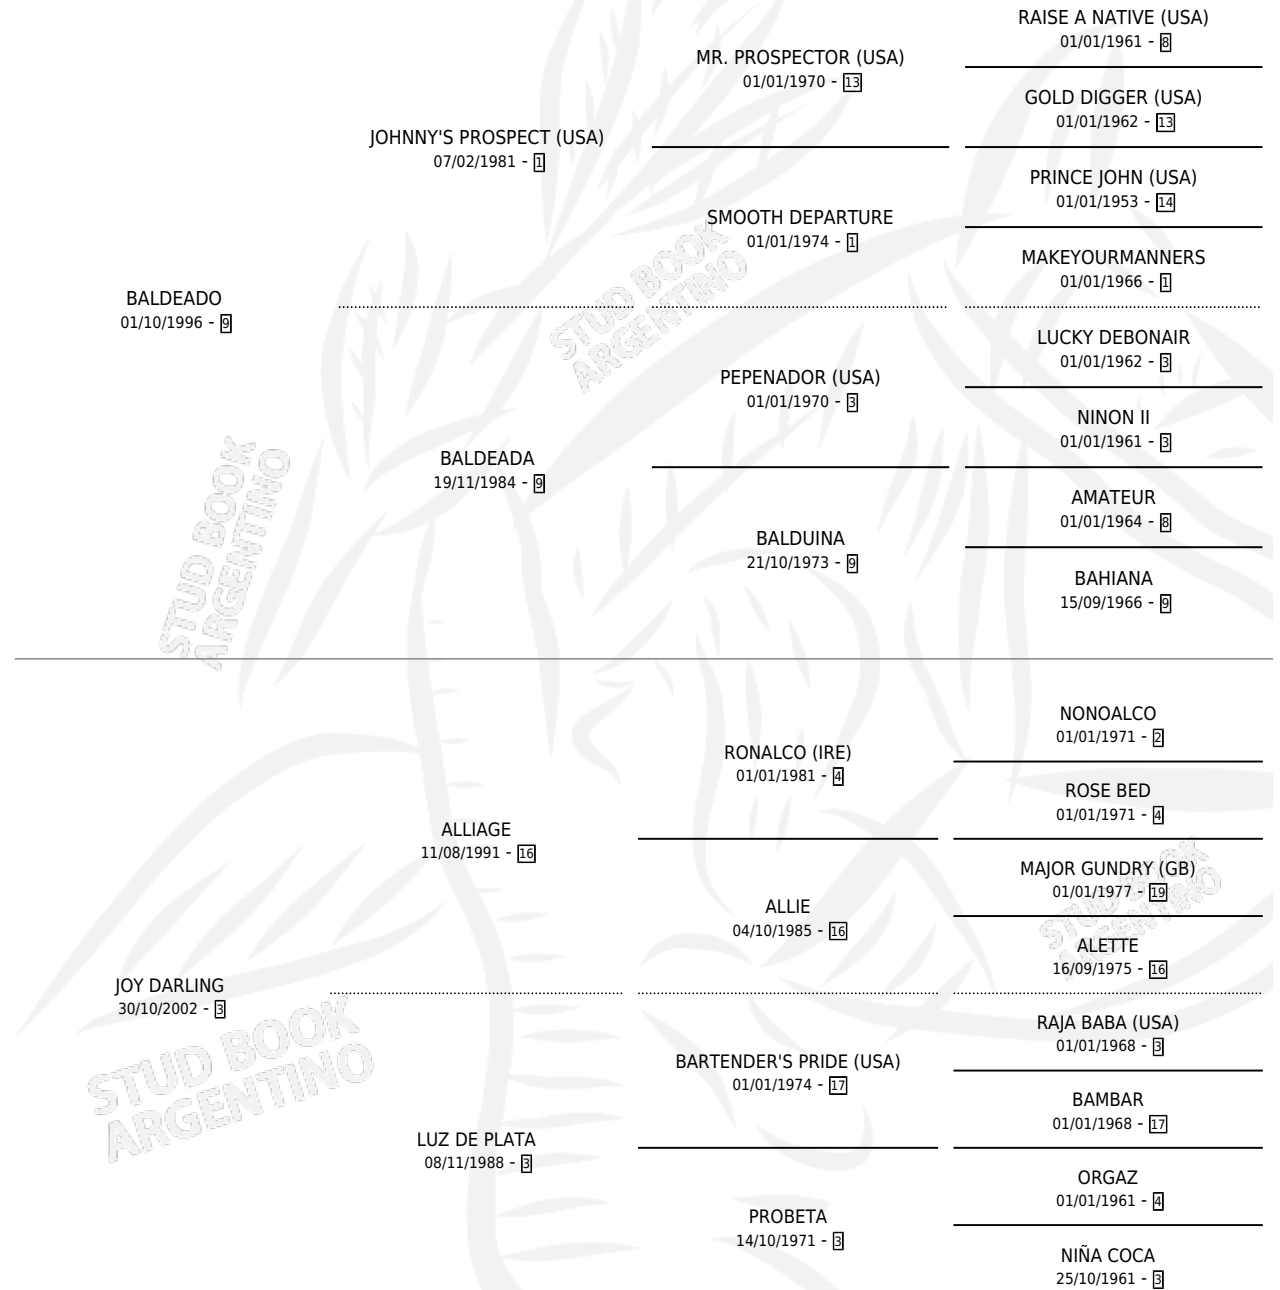 RAISE A NATIVE (USA)
01/01/1961 - 8
MR. PROSPECTOR (USA)
01/01/1970 - 13
GOLD DIGGER (USA)
01/01/1962 - 13
JOHNNY'S PROSPECT (USA)
07/02/1981 - 1
PRINCE JOHN (USA)
01/01/1953 - 14
SMOOTH DEPARTURE
01/01/1974 - 1
MAKEYOURMANNERS
01/01/1966 - 1
BALDEADO
01/10/1996 - 9
LUCKY DEBONAIR
01/01/1962 - 3
PEPENADOR (USA)
01/01/1970 - 3
NINON II
01/01/1961 - 3
BALDEADA
19/11/1984 - 9
AMATEUR
01/01/1964 - 8
BALDUINA
21/10/1973 - 9
BAHIANA
15/09/1966 - 9
NONOALCO
01/01/1971 - 2
RONALCO (IRE)
01/01/1981 - 4
ROSE BED
01/01/1971 - 4
ALLIAGE
11/08/1991 - 16
MAJOR GUNDRY (GB)
01/01/1977 - 19
ALLIE
04/10/1985 - 16
ALETTE
16/09/1975 - 16
JOY DARLING
30/10/2002 - 3
RAJA BABA (USA)
01/01/1968 - 3
BARTENDER'S PRIDE (USA)
01/01/1974 - 17
BAMBAR
01/01/1968 - 17
LUZ DE PLATA
08/11/1988 - 3
ORGAZ
01/01/1961 - 4
PROBETA
14/10/1971 - 3
NIÑA COCA
25/10/1961 - 3
STUD BOOK
ARGENTINO
STUD BOOK
ARGENTINO
STUD BOOK
ARGENTINO
STUD BOOK
ARGENTINO